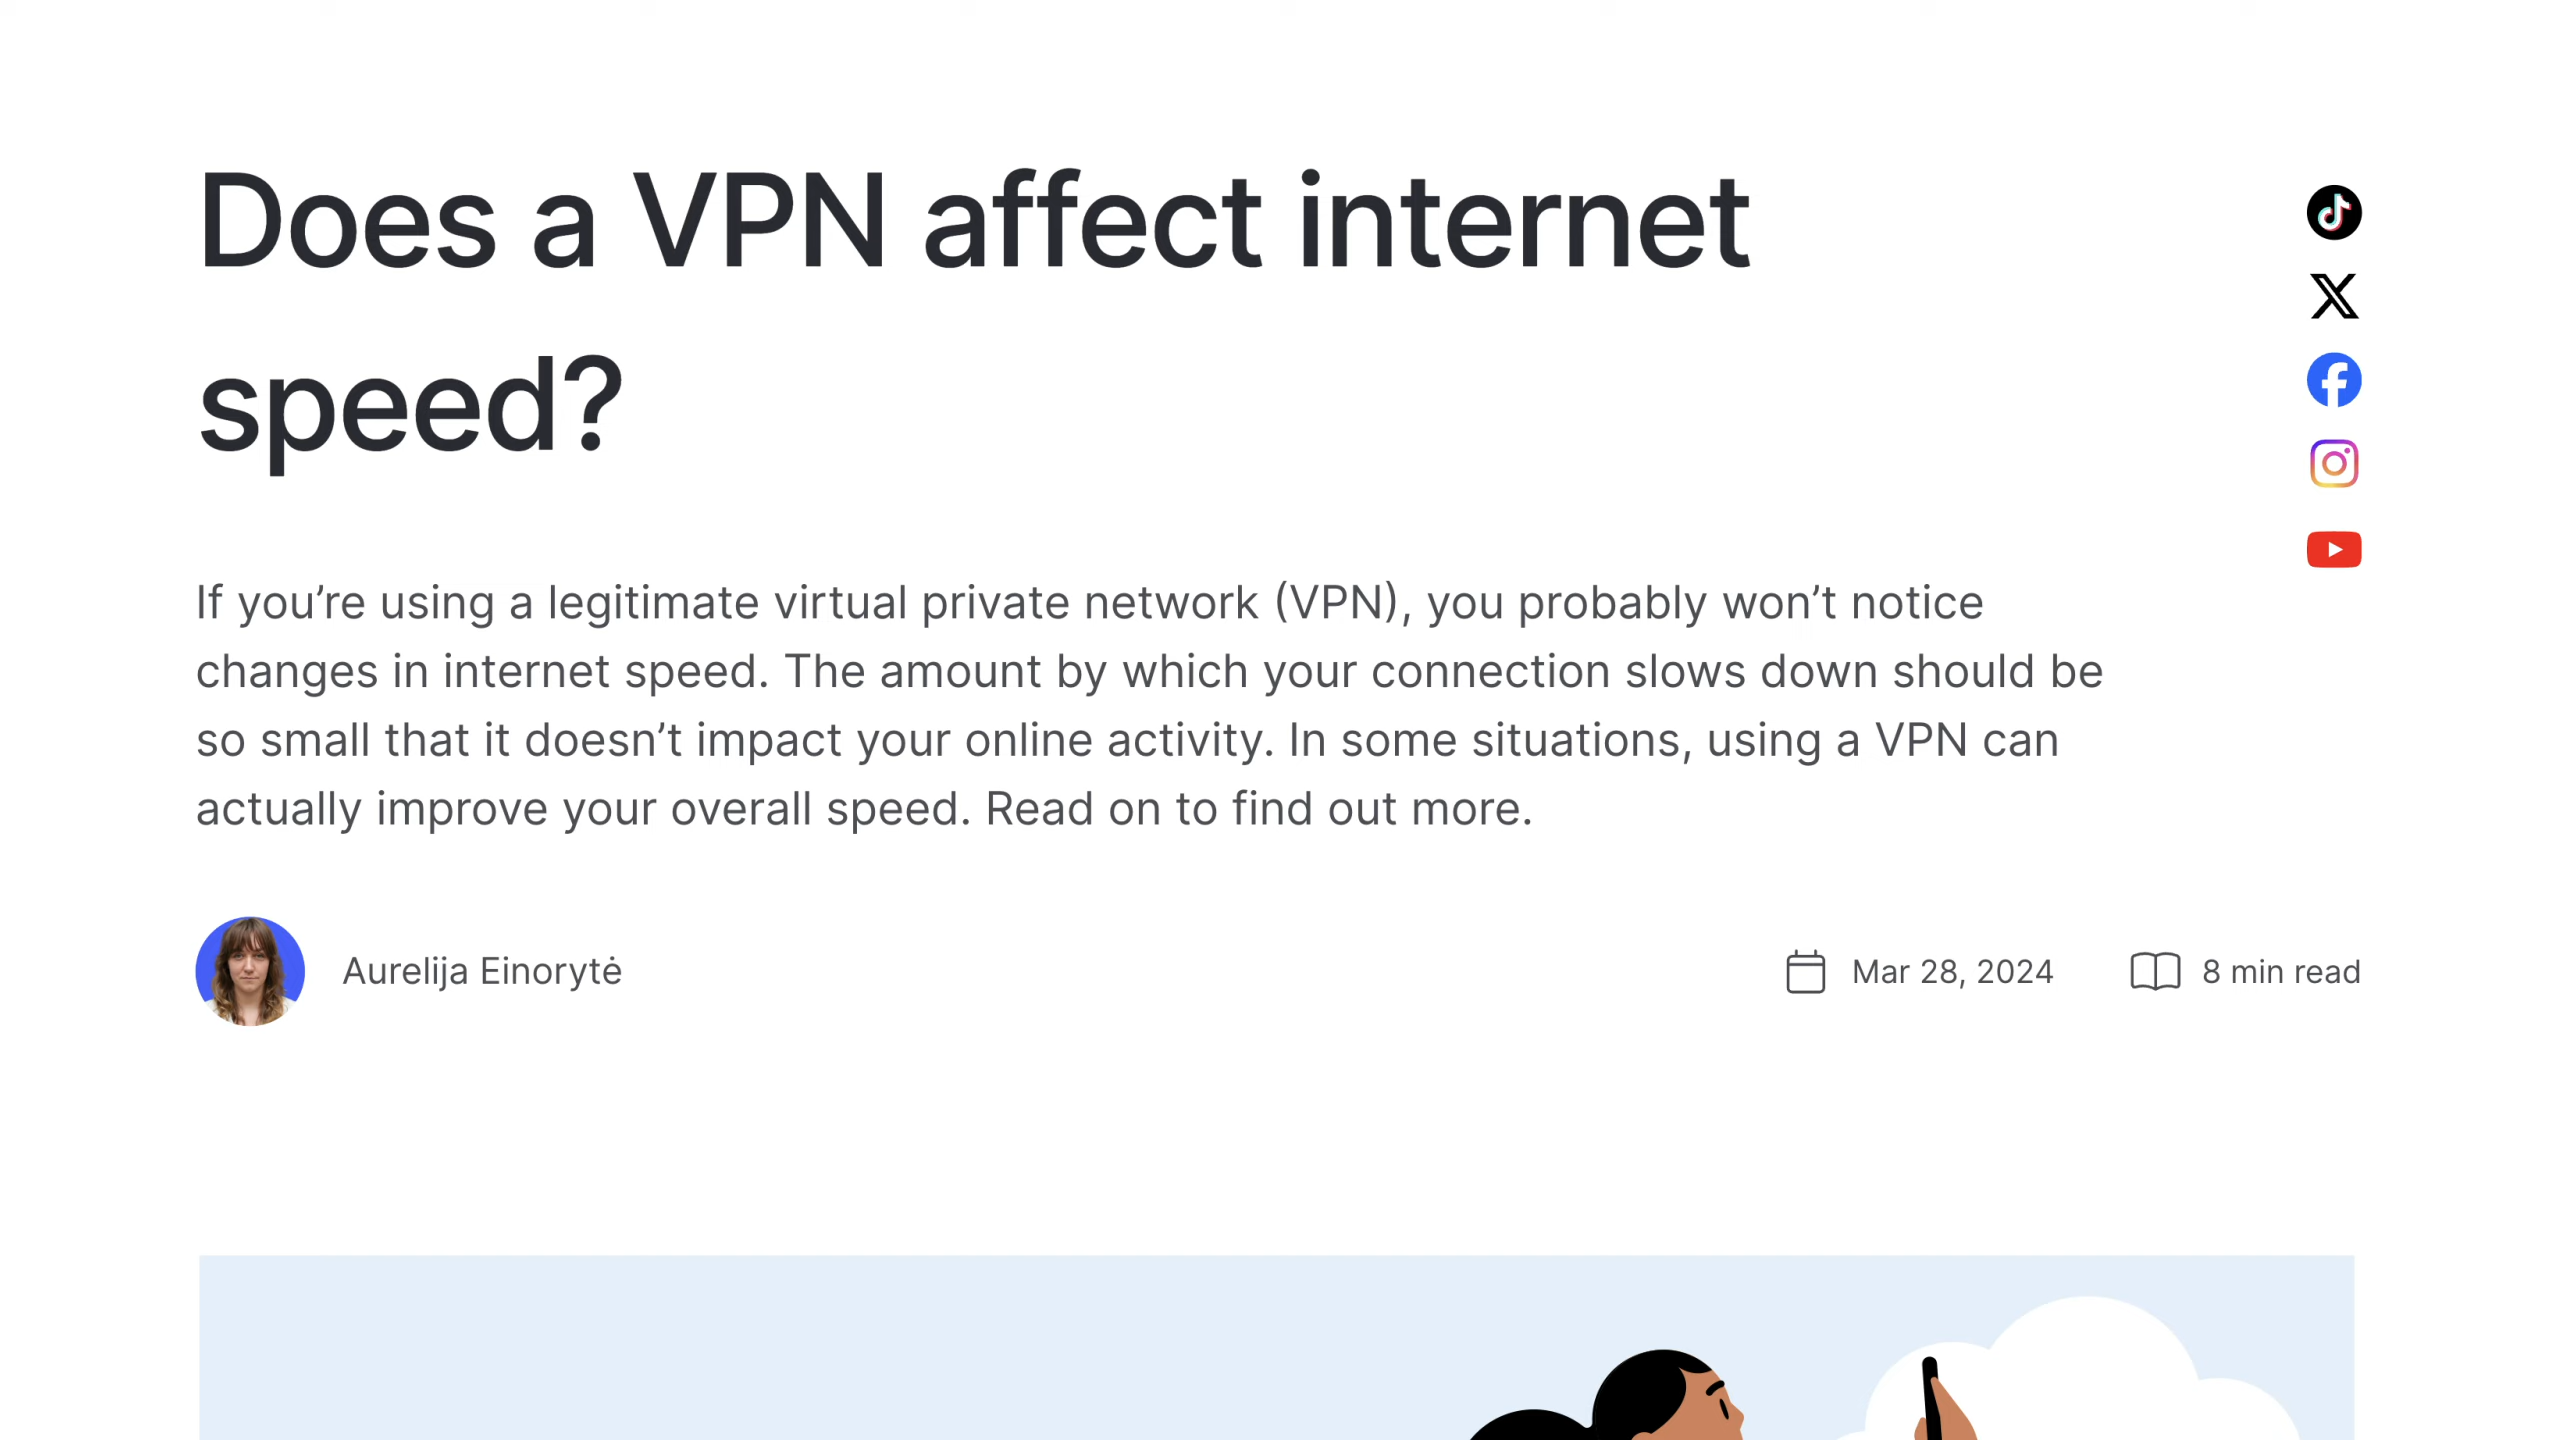 Does a VPN affect internet
speed?
If you’re using a legitimate virtual private network (VPN), you probably won’t notice
changes in internet speed. The amount by which your connection slows down should be
so small that it doesn’t impact your online activity. In some situations, using a VPN can
actually improve your overall speed. Read on to find out more.
Aurelija Einorytė
Mar 28, 2024
8 min read